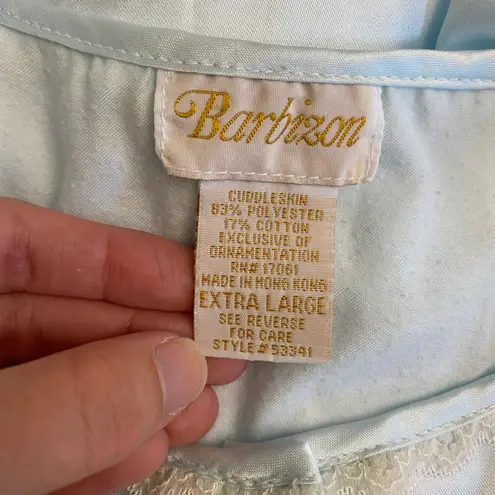 Barbizon
CUDDLESKIN
83% POLYESTER
17% COTTON
EXCLUSIVE OF
ORNAMENTATION
RN# 17061
MADE IN HONG KONG
EXTRA LARGE
SEE REVERSE
FOR CARE
STYLE # 53341